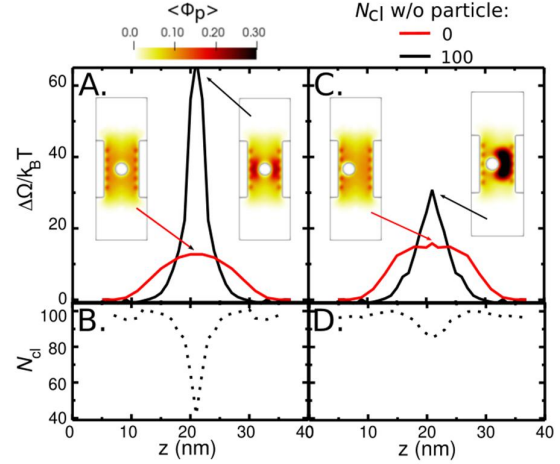 <Φp>
0.0 0.10 0.20 0.30
Ncl w/o particle:
0
100
A.
C.
ΔΩ/kBT
60
40
20
0
B.
D.
Ncl
100
80
60
40
0 10 20 30 40
10 20 30 40
z (nm)
z (nm)